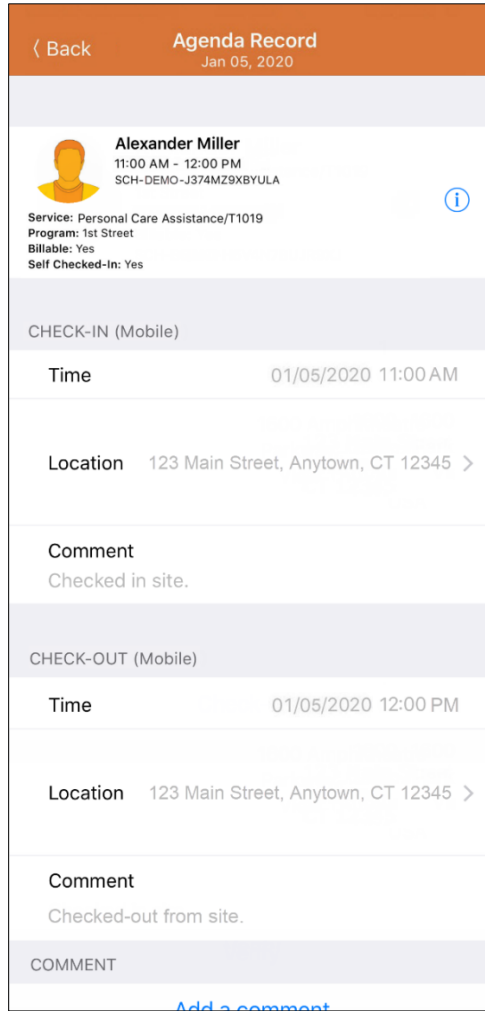 Back
Agenda Record
Jan 05, 2020
Alexander Miller
11:00 AM - 12:00 PM
SCH-DEMO-J374MZ9XBYULA
Service: Personal Care Assistance/T1019
Program: 1st Street
Billable: Yes
Self Checked-In: Yes
CHECK-IN (Mobile)
Time 01/05/2020 11:00 AM
Location 123 Main Street, Anytown, CT 12345
Comment
Checked in site.
CHECK-OUT (Mobile)
Time 01/05/2020 12:00 PM
Location 123 Main Street, Anytown, CT 12345
Comment
Checked-out from site.
COMMENT
Add a comment